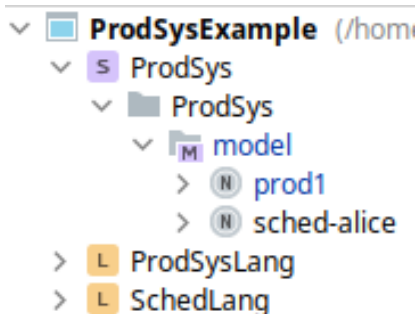 ProdSysExample (/home
S ProdSys
ProdSys
M model
N prod1
N sched-alice
L ProdSysLang
L SchedLang